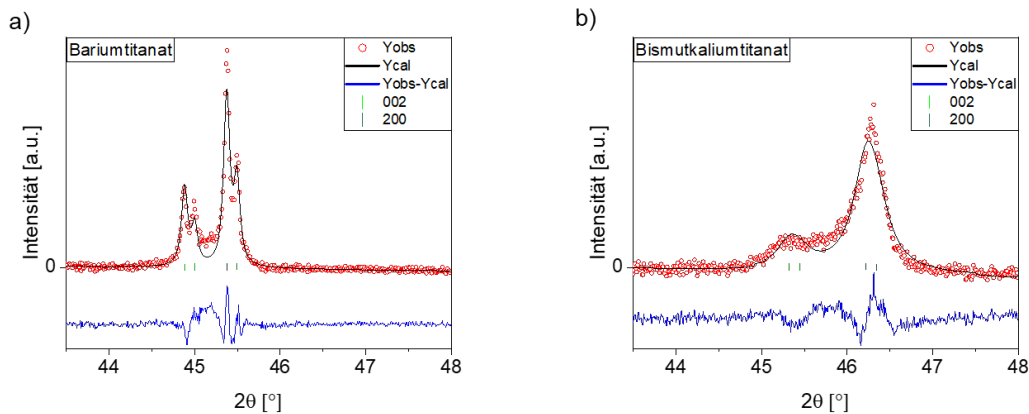 a)
Bariumtitanat
Yobs
Ycal
Yobs-Ycal
002
200
Intensität [a.u.]
0
44 45 46 47 48
2θ [°]
b)
Bismutkaliumtitanat
Yobs
Ycal
Yobs-Ycal
002
200
Intensität [a.u.]
0
44 45 46 47 48
2θ [°]